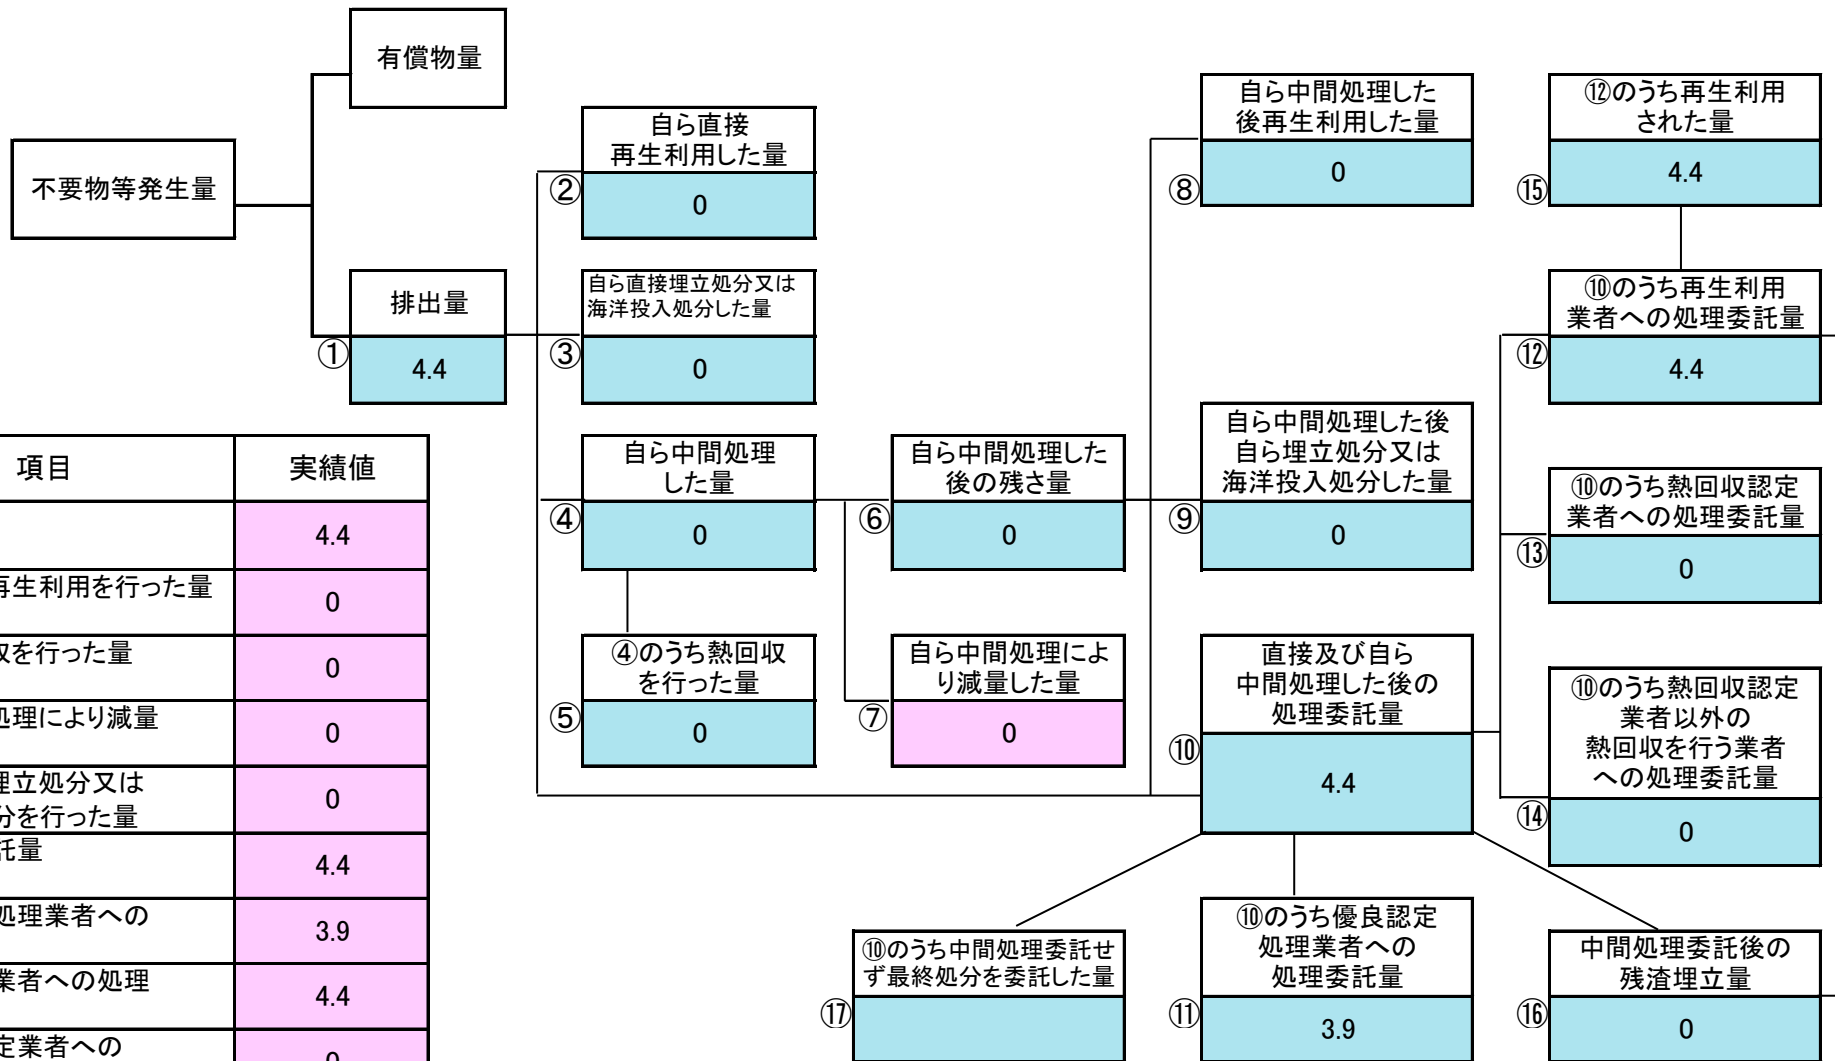 有償物量
不要物等発生量
排出量
①
4.4
自ら直接
再生利用した量
②
0
自ら直接埋立処分又は
海洋投入処分した量
③
0
自ら中間処理
した量
④
0
④のうち熱回収
を行った量
⑤
0
自ら中間処理した
後の残さ量
⑥
0
自ら中間処理によ
り減量した量
⑦
0
自ら中間処理した
後再生利用した量
⑧
0
自ら中間処理した後
自ら埋立処分又は
海洋投入処分した量
⑨
0
直接及び自ら
中間処理した後の
処理委託量
⑩
4.4
⑩のうち優良認定
処理業者への
処理委託量
⑪
3.9
⑫のうち再生利用
された量
⑮
4.4
⑩のうち再生利用
業者への処理委託量
⑫
4.4
⑩のうち熱回収認定
業者への処理委託量
⑬
0
⑩のうち熱回収認定
業者以外の
熱回収を行う業者
への処理委託量
⑭
0
中間処理委託後の
残渣埋立量
⑯
0
⑩のうち中間処理委託せ
ず最終処分を委託した量
⑰
項目 実績値
4.4
再生利用を行った量 0
を行った量 0
処理により減量 0
埋立処分又は
分を行った量 0
託量 4.4
処理業者への 3.9
業者への処理 4.4
定業者への 0